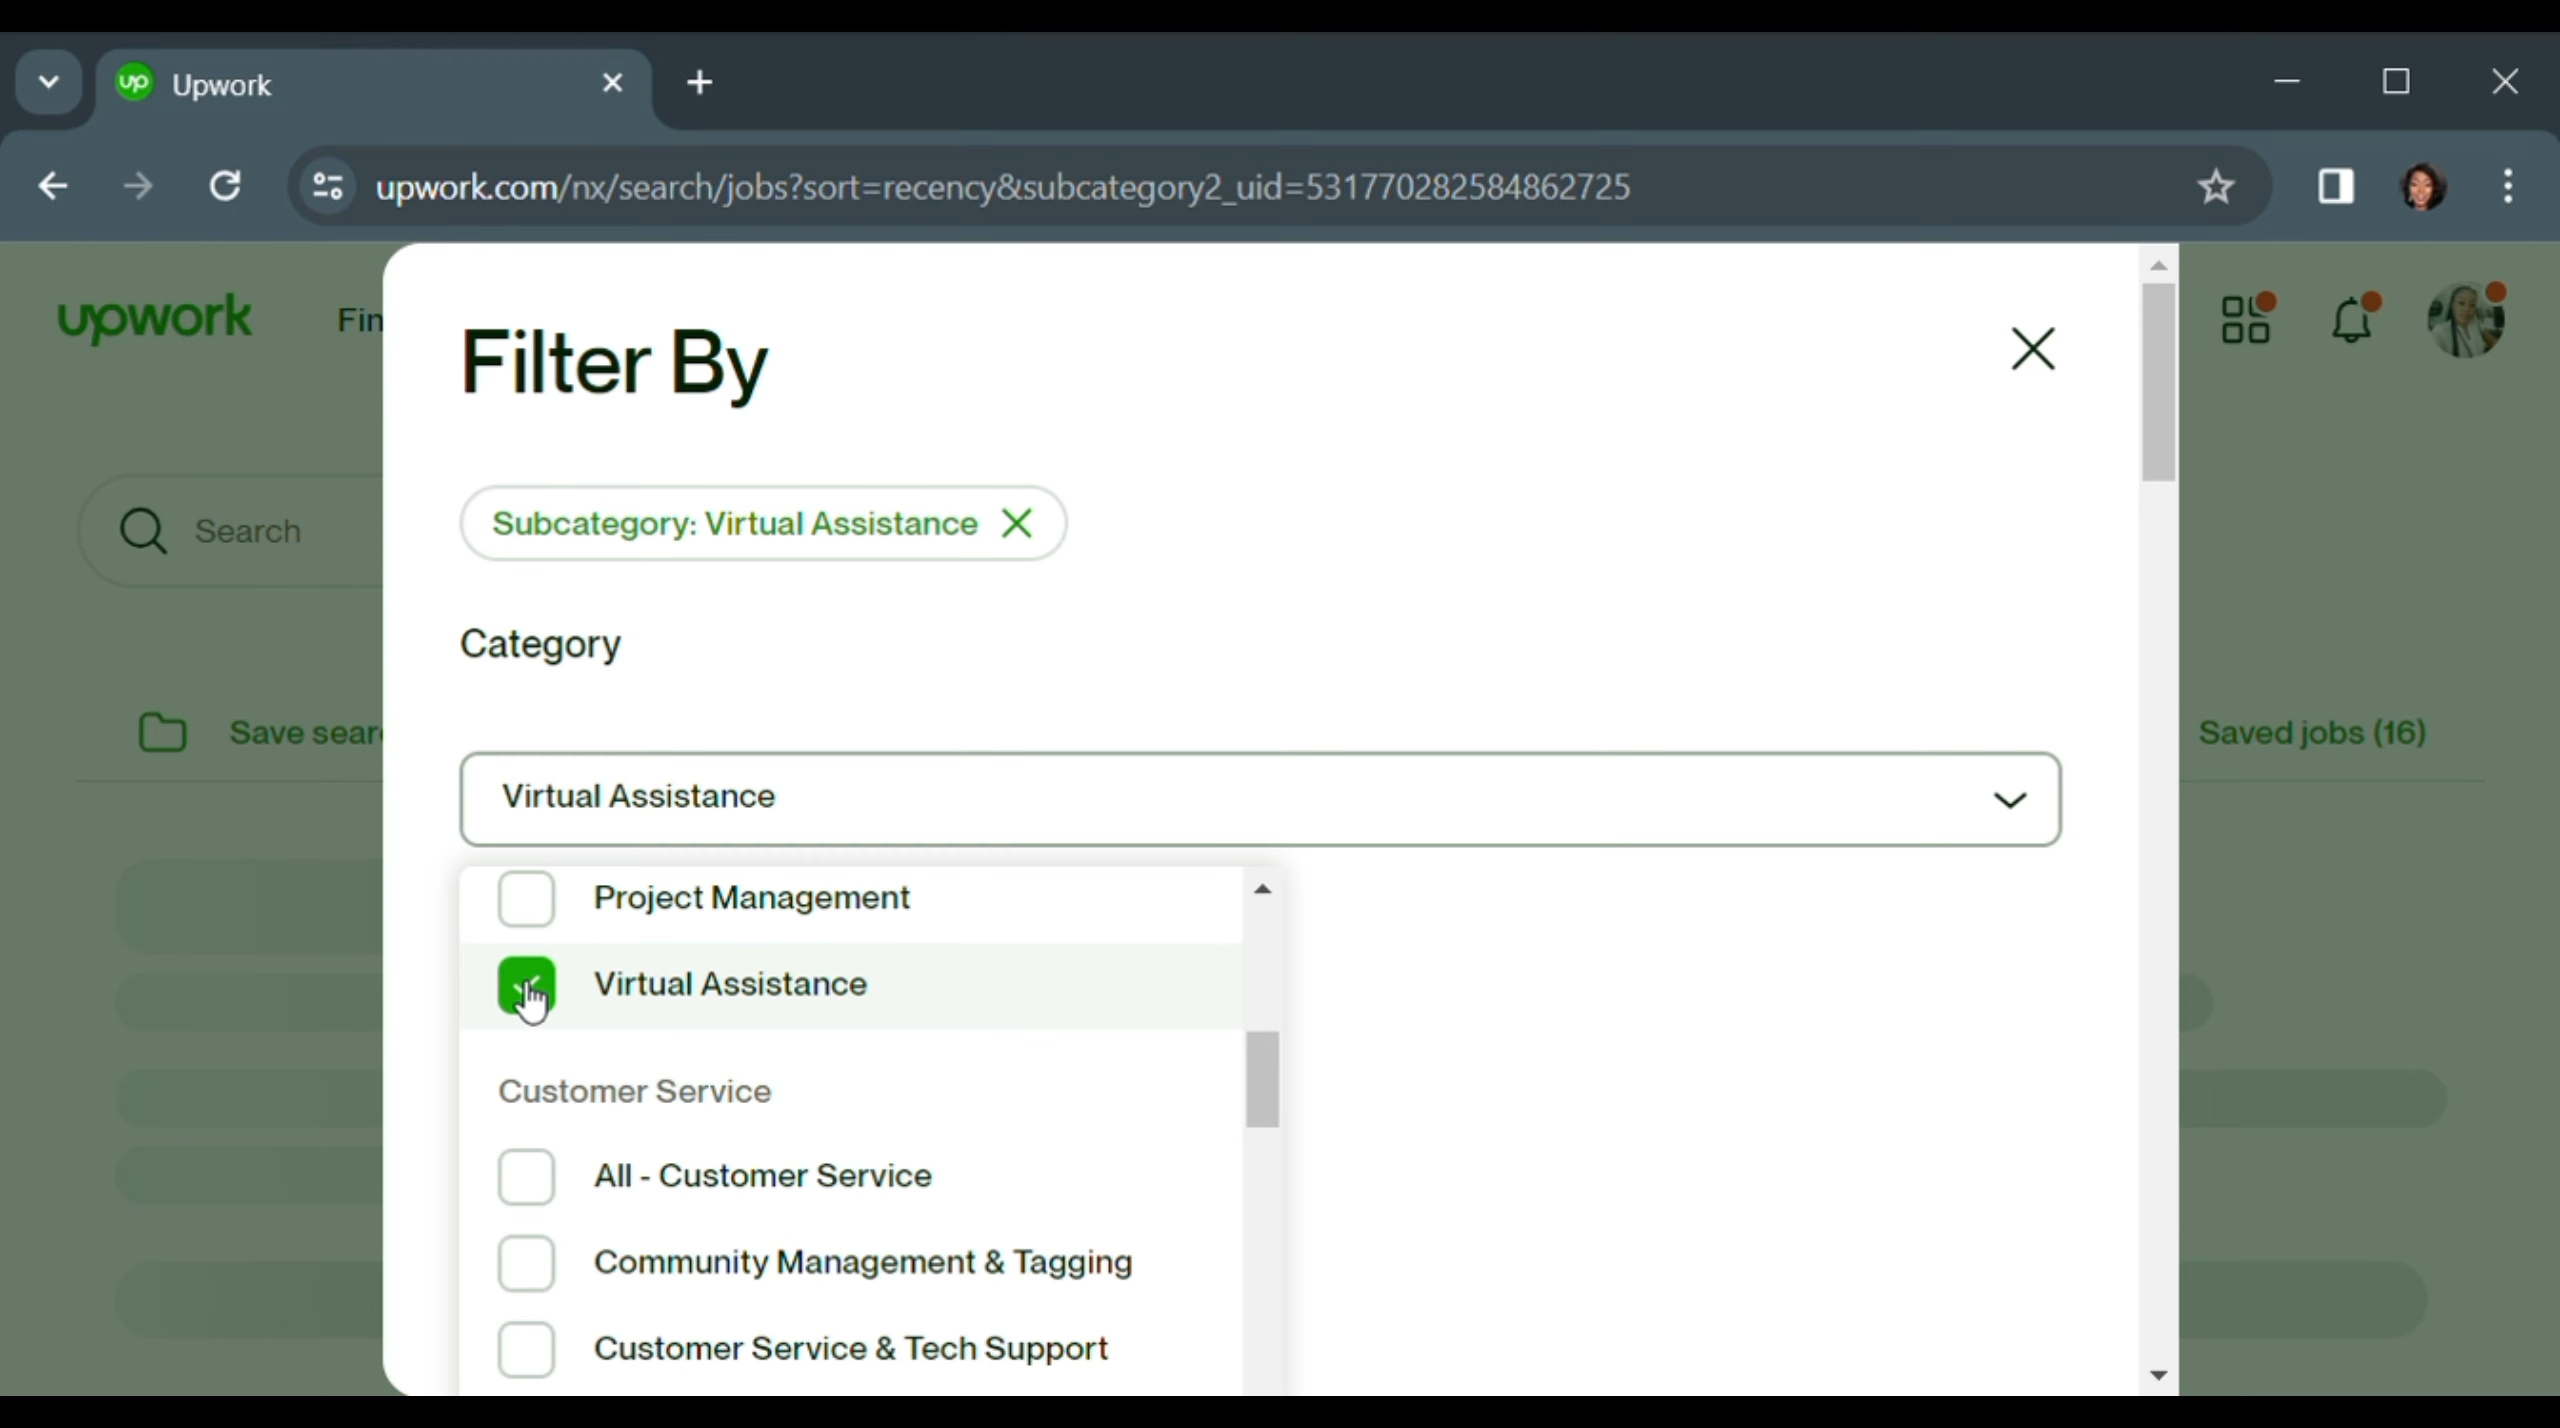 up Upwork
upwork.com/nx/search/jobs?sort=recency&subcategory2_uid=531770282584862725
upwork
Fin
Filter By
Search
Subcategory: Virtual Assistance
Category
Save sear
Saved jobs (16)
Virtual Assistance
Project Management
Virtual Assistance
Customer Service
All - Customer Service
Community Management & Tagging
Customer Service & Tech Support